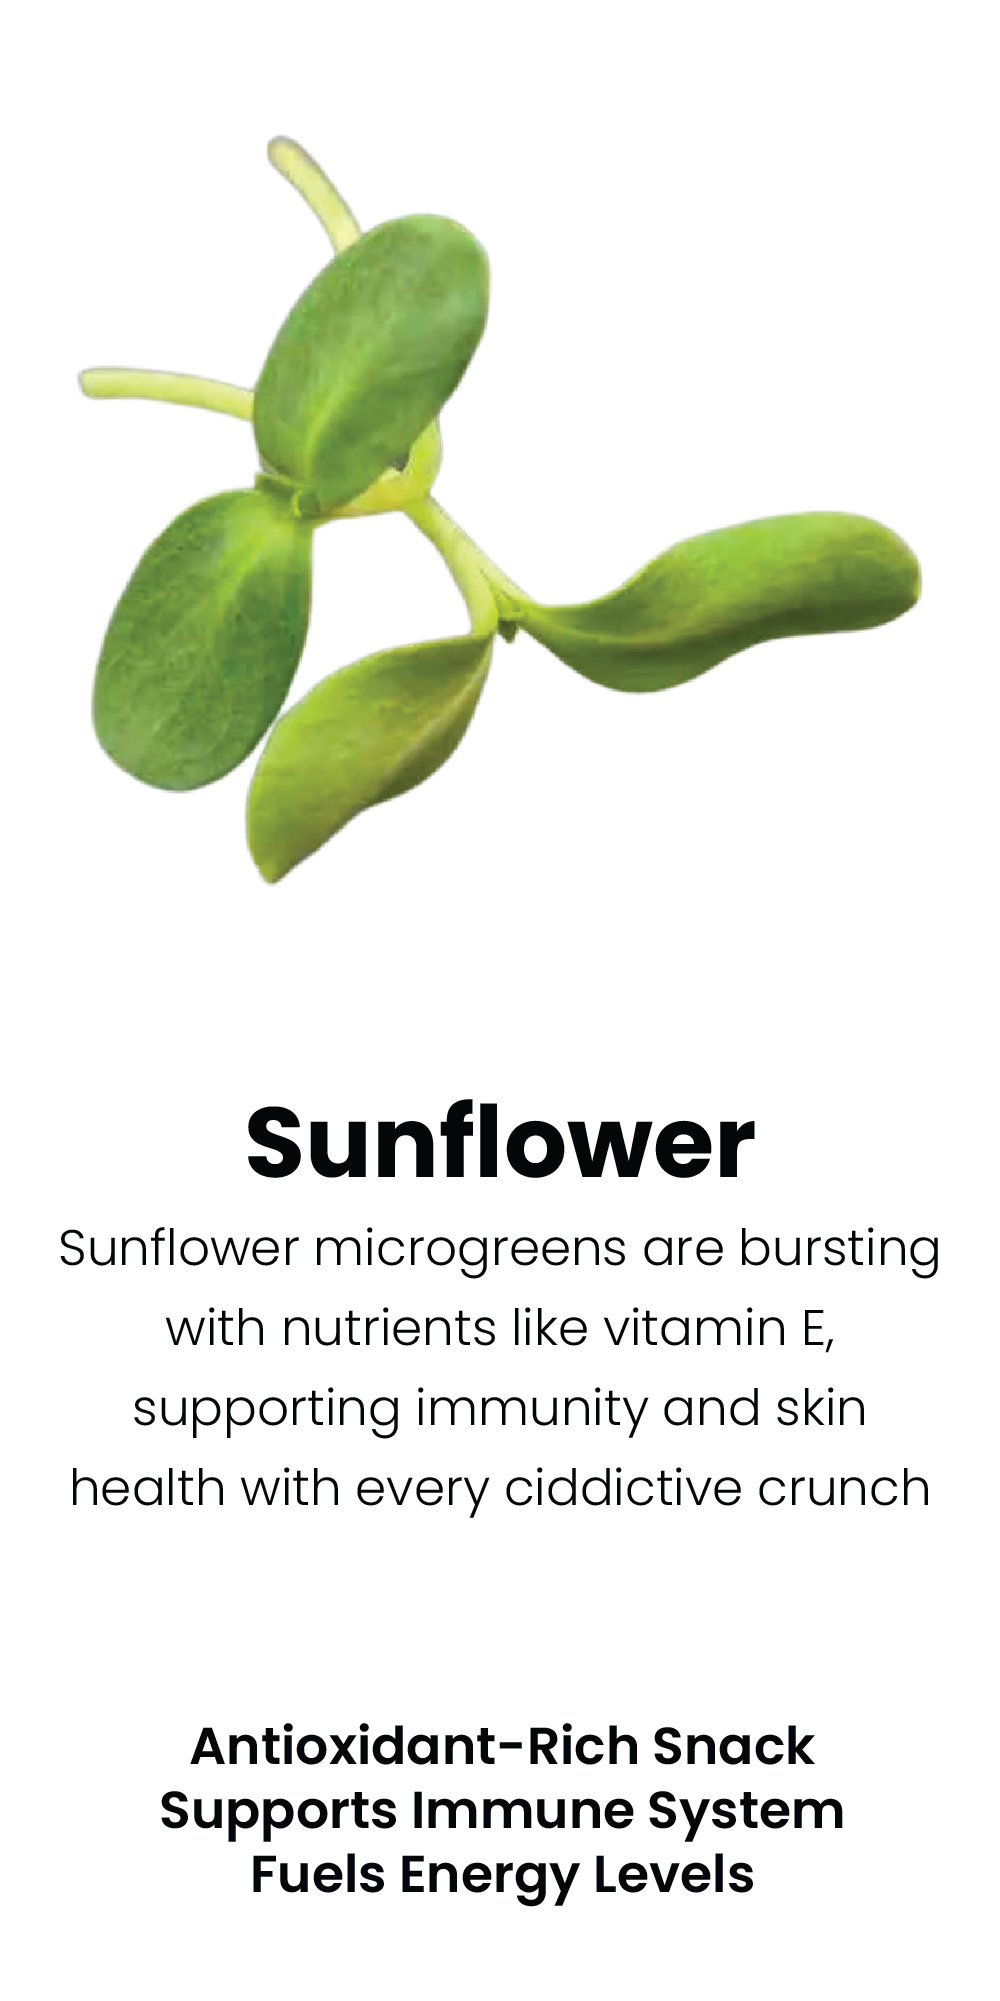 Sunflower
Sunflower microgreens are bursting
with nutrients like vitamin E,
supporting immunity and skin
health with every ciddictive crunch
Antioxidant-Rich Snack
Supports Immune System
Fuels Energy Levels